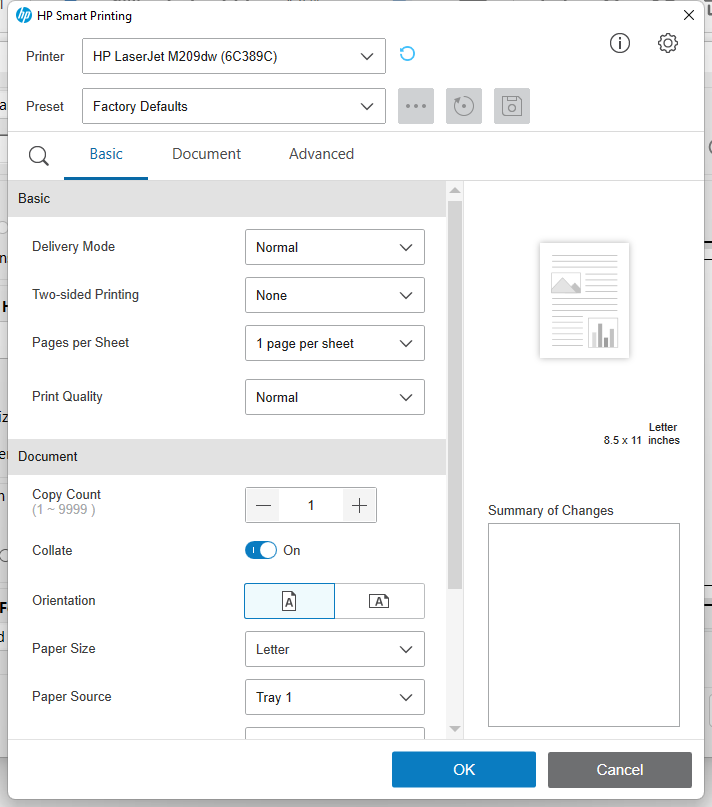 hp HP Smart Printing
Printer HP LaserJet M209dw (6C389C)
Preset Factory Defaults
Basic Document Advanced
Basic
Delivery Mode Normal
Two-sided Printing None
Pages per Sheet 1 page per sheet
Print Quality Normal
Letter
8.5 x 11 inches
Document
Copy Count
(1 ~ 9999 )
1
Collate On
Orientation A A
Paper Size Letter
Paper Source Tray 1
Summary of Changes
OK Cancel